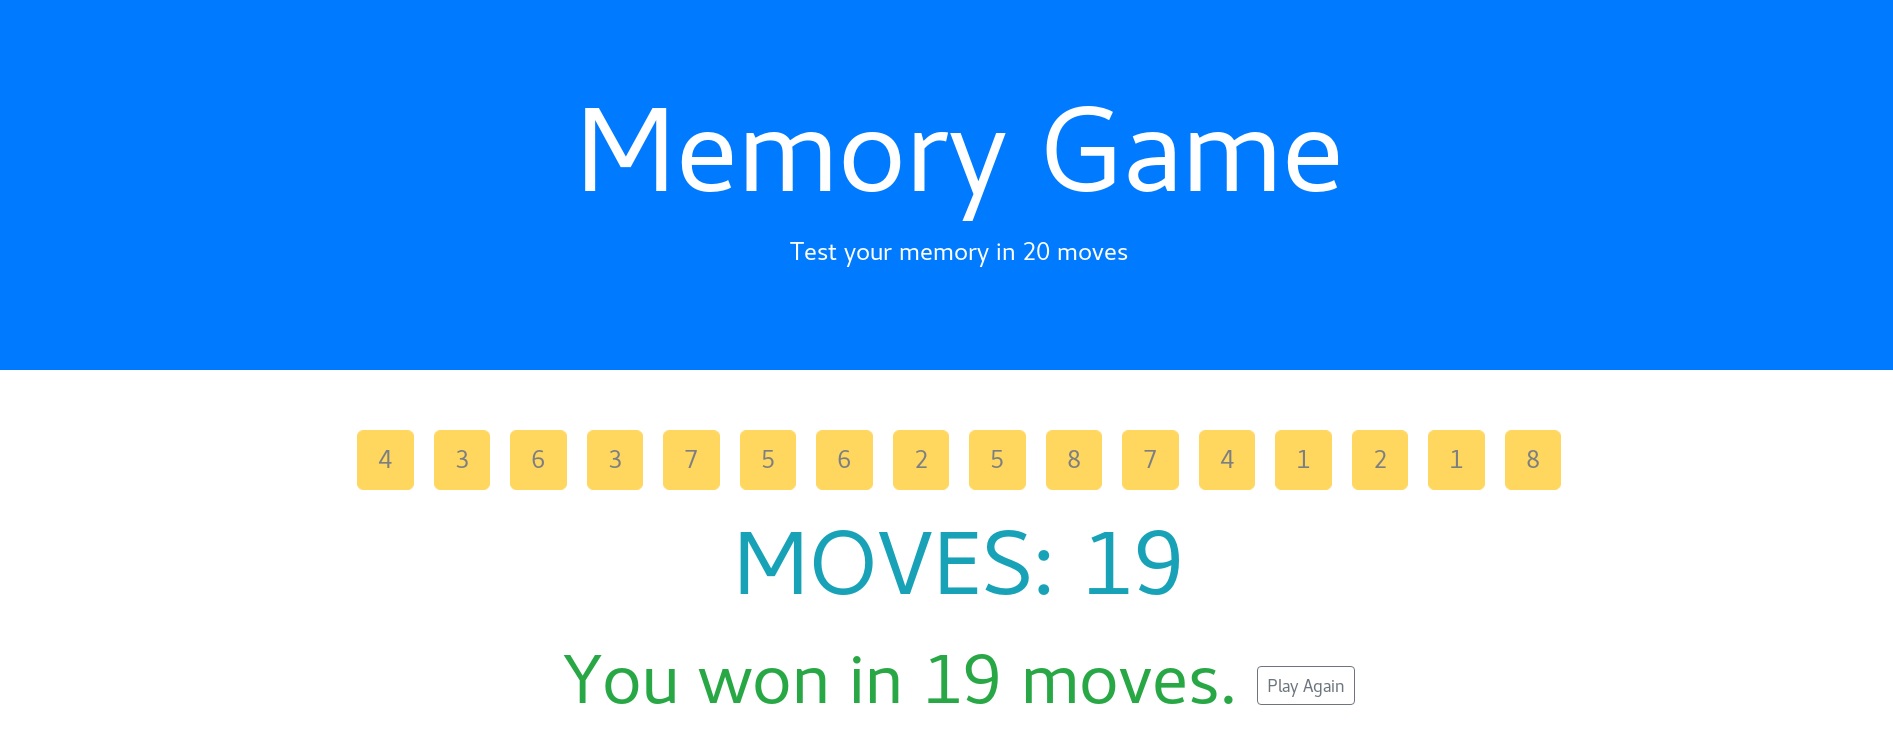 Memory Game
Test your memory in 20 moves
4 3 6 3 7 5 6 2 5 8 7 4 1 2 1 8
MOVES: 19
You won in 19 moves. Play Again